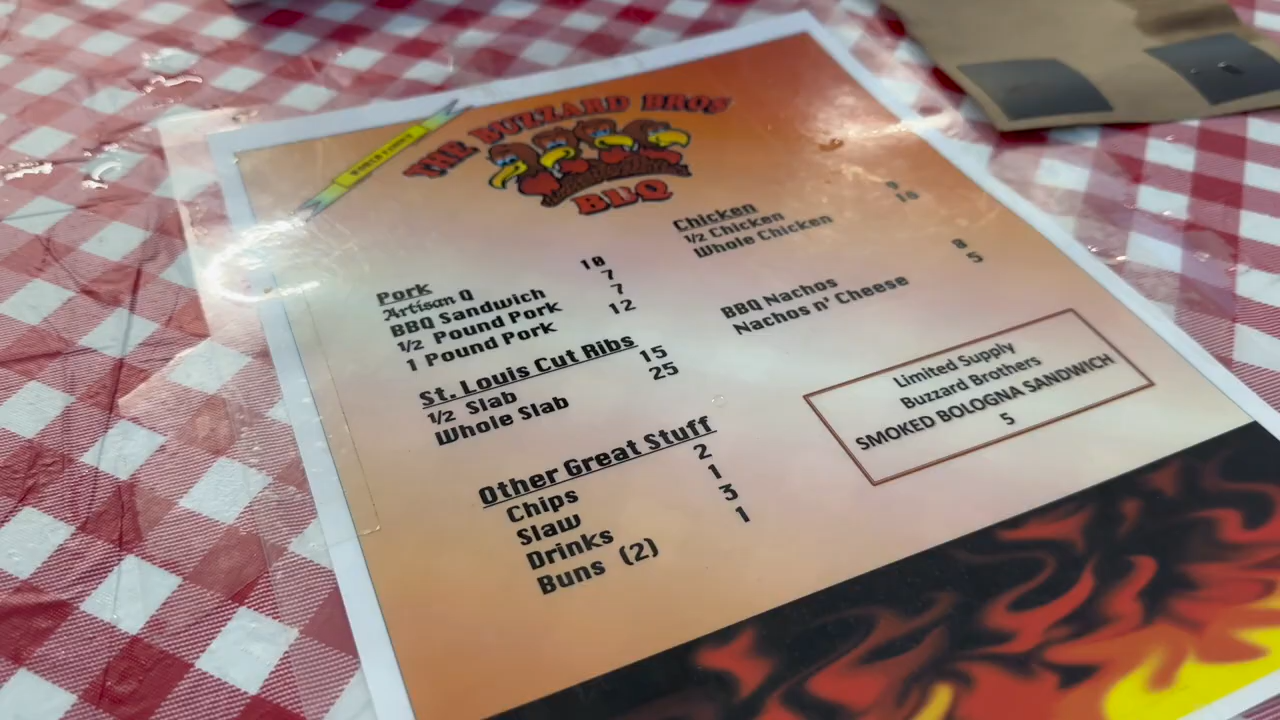 THE BUZZARD BROS
BBQ
Pork
Artisan Q 10
BBQ Sandwich 7
1/2 Pound Pork 7
1 Pound Pork 12
St. Louis Cut Ribs
1/2 Slab 15
Whole Slab 25
Other Great Stuff
Chips 2
Slaw 1
Drinks 3
Buns (2) 1
Chicken
1/2 Chicken
Whole Chicken
BBQ Nachos 8
Nachos n' Cheese 5
Limited Supply
Buzzard Brothers
SMOKED BOLOGNA SANDWICH
5